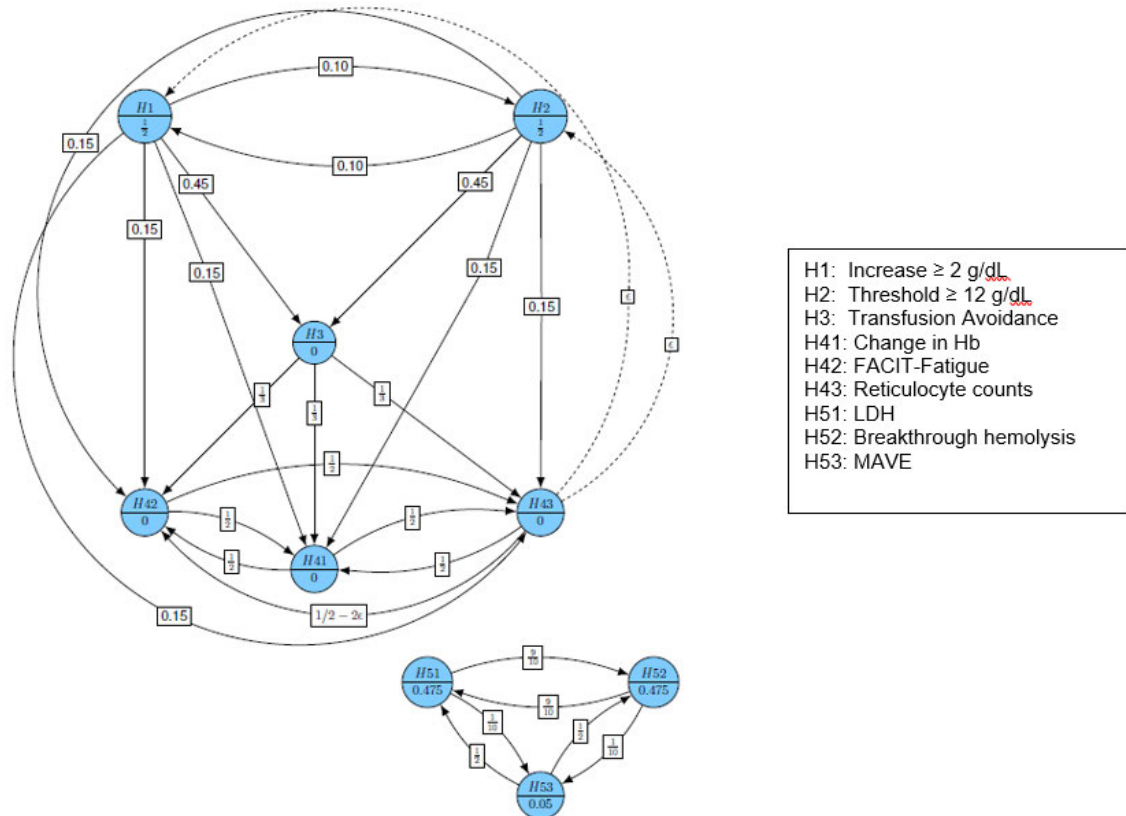 0.10
H1
1/2
H2
1/2
0.15
0.10
0.45
0.45
0.15
0.15
0.15
0.15
ϵ
H3
0
ϵ
1/3
1/3
1/3
1/2
H42
0
H43
0
1/2
1/2
H41
0
1/2
1/2
0.15
1/2 − 2ϵ
H51
0.475
9/10
H52
0.475
9/10
1/10
1/2
1/2
1/10
H53
0.05
H1: Increase ≥ 2 g/dL
H2: Threshold ≥ 12 g/dL
H3: Transfusion Avoidance
H41: Change in Hb
H42: FACIT-Fatigue
H43: Reticulocyte counts
H51: LDH
H52: Breakthrough hemolysis
H53: MAVE